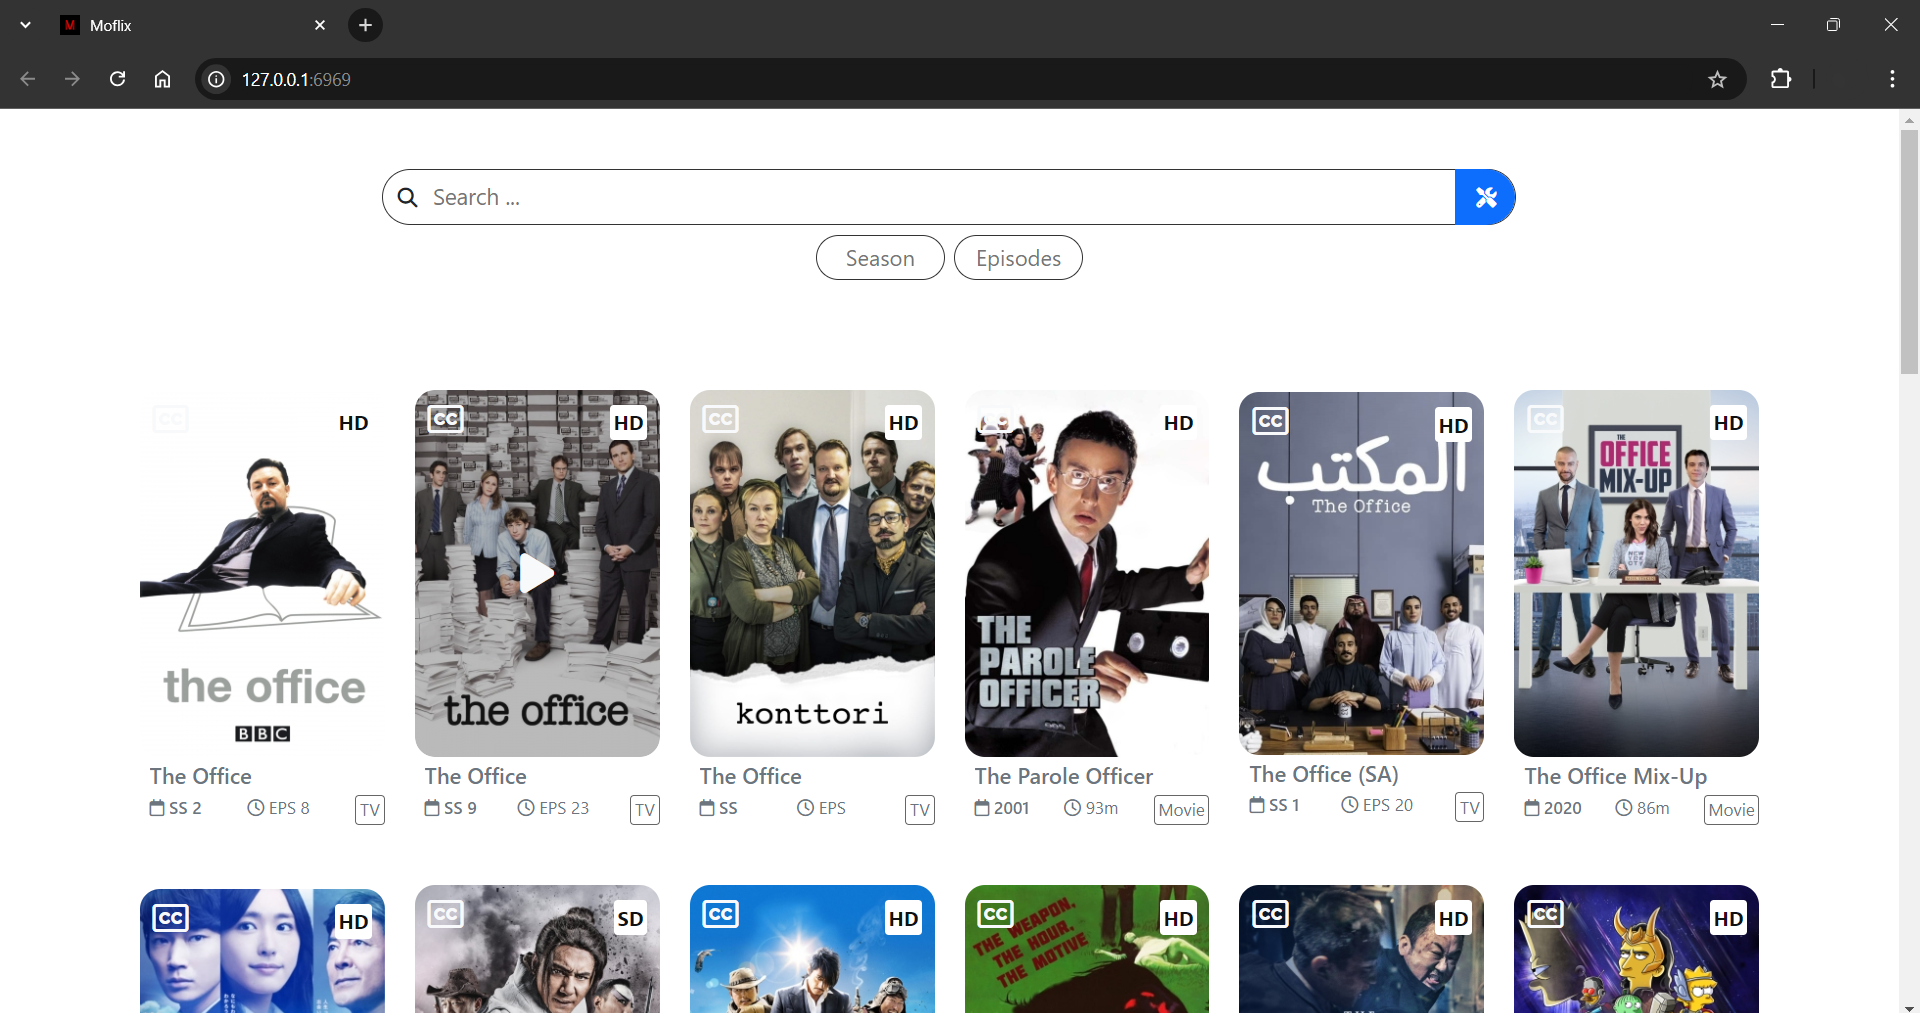 M Moflix
127.0.0.1:6969
Search ...
Season
Episodes
CC HD
the office
BBC
The Office
SS 2 EPS 8 TV
CC HD
the office
The Office
SS 9 EPS 23 TV
CC HD
konttori
The Office
SS EPS TV
CC HD
THE
PAROLE
OFFICER
The Parole Officer
2001 93m Movie
CC HD
المكتب
The Office
The Office (SA)
SS 1 EPS 20 TV
CC HD
THE
OFFICE
MIX-UP
NEW
The Office Mix-Up
2020 86m Movie
CC HD
CC SD
CC HD
CC HD
THE WEAPON,
THE HOUR,
THE MOTIVE
CC HD
CC HD